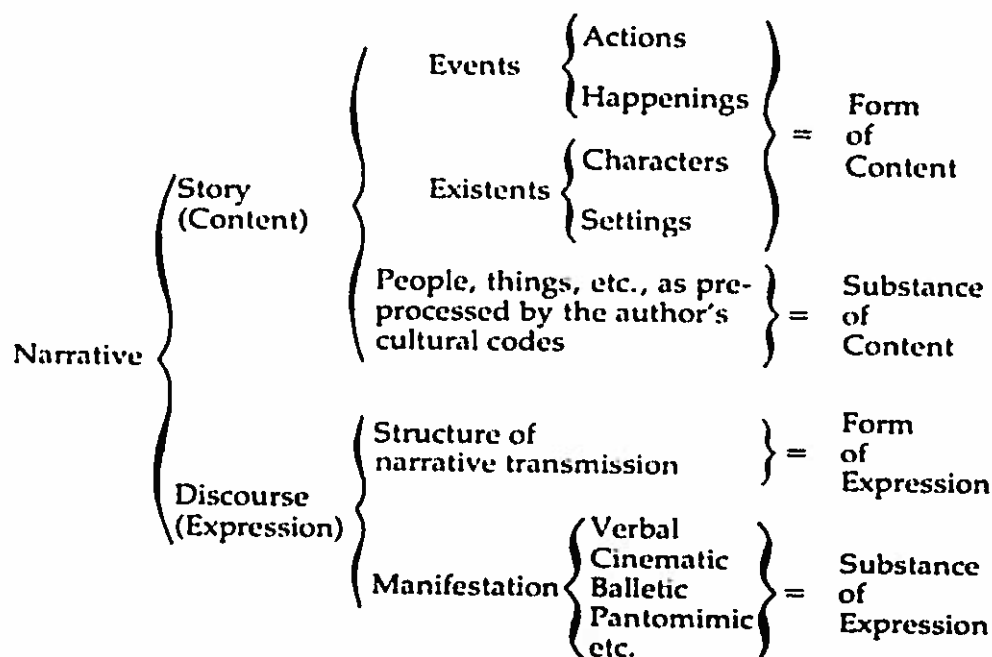 Actions
Events
Happenings
= Form
of
Content
Characters
Existents
Settings
Story
(Content)
People, things, etc., as pre-
processed by the author's
cultural codes
= Substance
of
Content
Narrative
Structure of
narrative transmission
= Form
of
Expression
Discourse
(Expression)
Manifestation
Verbal
Cinematic
Balletic
Pantomimic
etc.
= Substance
of
Expression